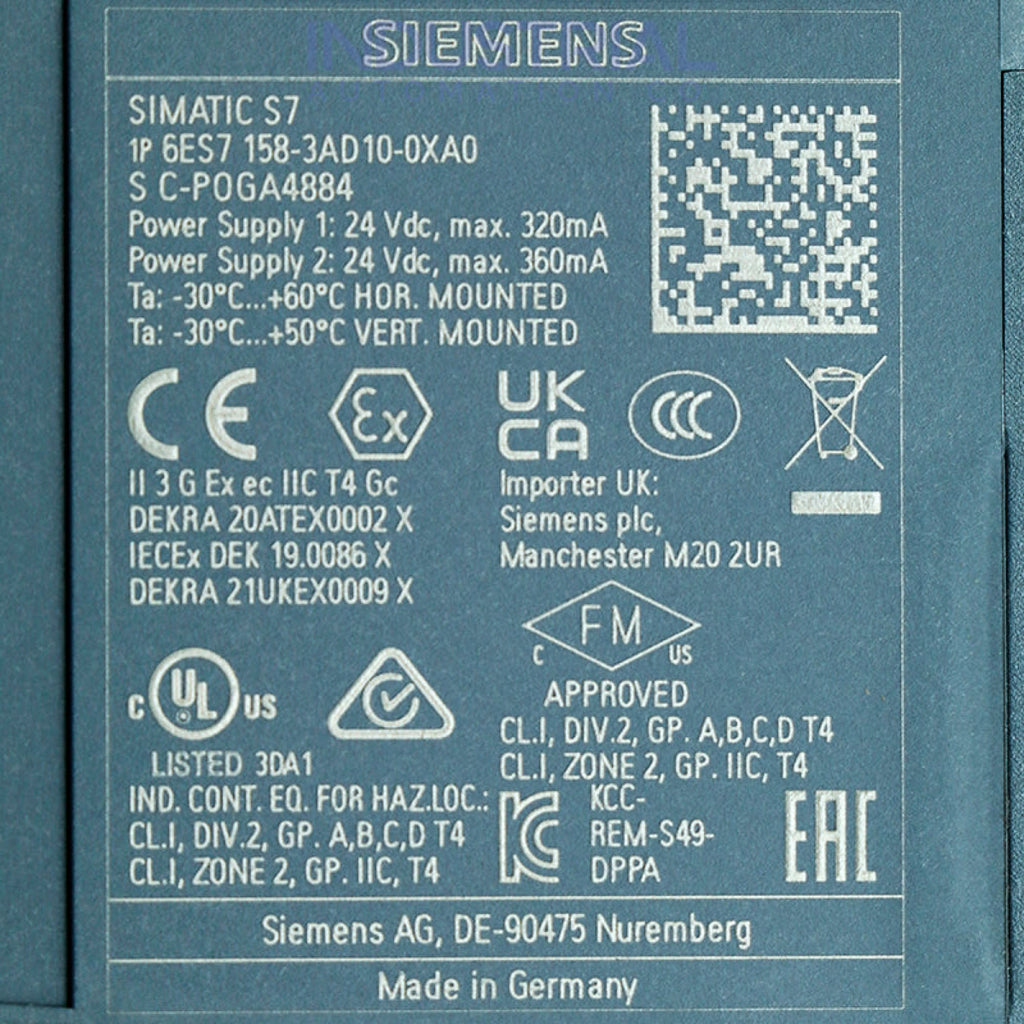 SIEMENS
SIMATIC S7
1P 6ES7 158-3AD10-0XA0
S C-P0GA4884
Power Supply 1: 24 Vdc, max. 320mA
Power Supply 2: 24 Vdc, max. 360mA
Ta: -30°C...+60°C HOR. MOUNTED
Ta: -30°C...+50°C VERT. MOUNTED
CE
Ex
UK
CA
CCC
II 3 G Ex ec IIC T4 Gc
DEKRA 20ATEX0002 X
IECEx DEK 19.0086 X
DEKRA 21UKEX0009 X
Importer UK:
Siemens plc,
Manchester M20 2UR
FM
C US
APPROVED
CL.I, DIV.2, GP. A,B,C,D T4
CL.I, ZONE 2, GP. IIC, T4
C UL US
LISTED 3DA1
IND. CONT. EQ. FOR HAZ.LOC.:
CL.I, DIV.2, GP. A,B,C,D T4
CL.I, ZONE 2, GP. IIC, T4
KC
KCC-
REM-S49-
DPPA
EAC
Siemens AG, DE-90475 Nuremberg
Made in Germany